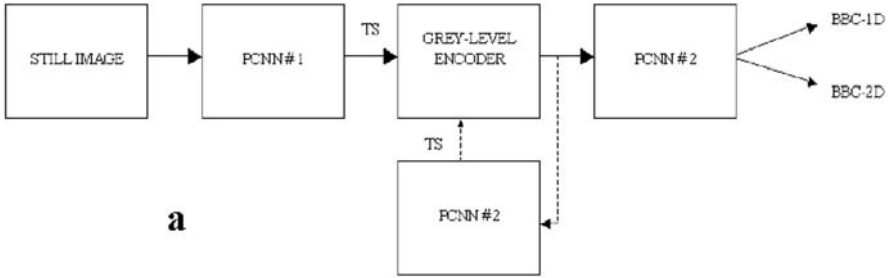 STILL IMAGE
PCNN # 1
TS
GREY-LEVEL
ENCODER
PCNN #2
BBC-1D
BBC-2D
TS
PCNN #2
a